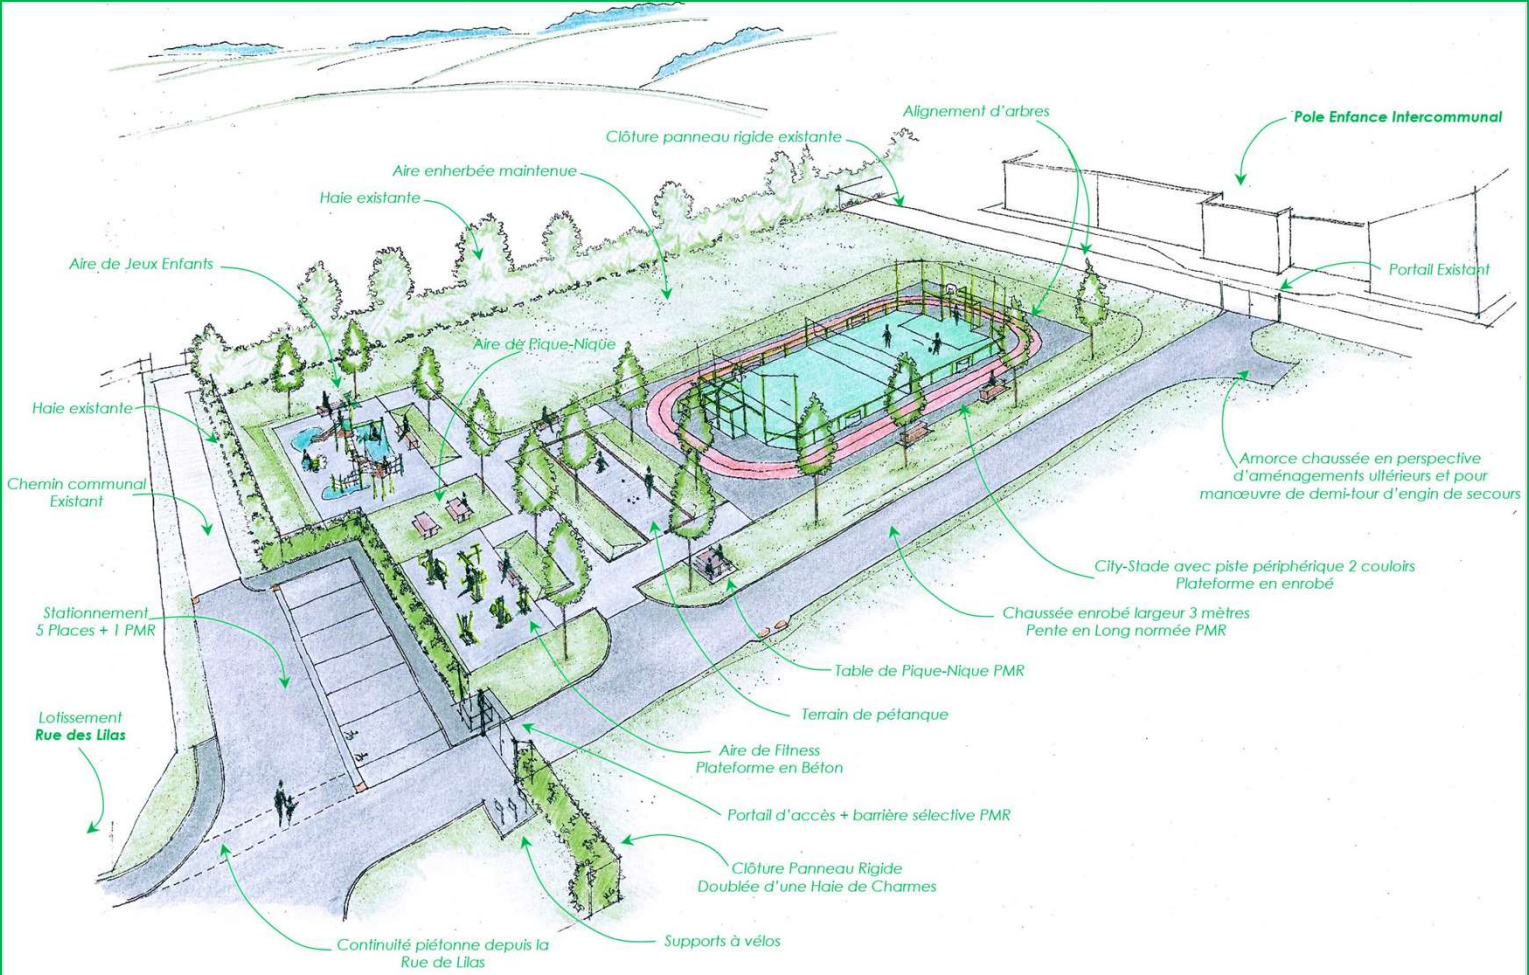 Alignement d'arbres
Pole Enfance Intercommunal
Clôture panneau rigide existante
Aire enherbée maintenue
Haie existante
Aire de Jeux Enfants
Portail Existant
Aire de Pique-Nique
Haie existante
Chemin communal
Existant
Amorce chaussée en perspective
d'aménagements ultérieurs et pour
manœuvre de demi-tour d'engin de secours
City-Stade avec piste périphérique 2 couloirs
Plateforme en enrobé
Stationnement
5 Places + 1 PMR
Chaussée enrobé largeur 3 mètres
Pente en Long normée PMR
Table de Pique-Nique PMR
Terrain de pétanque
Lotissement
Rue des Lilas
Aire de Fitness
Plateforme en Béton
Portail d'accès + barrière sélective PMR
Clôture Panneau Rigide
Doublée d'une Haie de Charmes
Supports à vélos
Continuité piétonne depuis la
Rue de Lilas